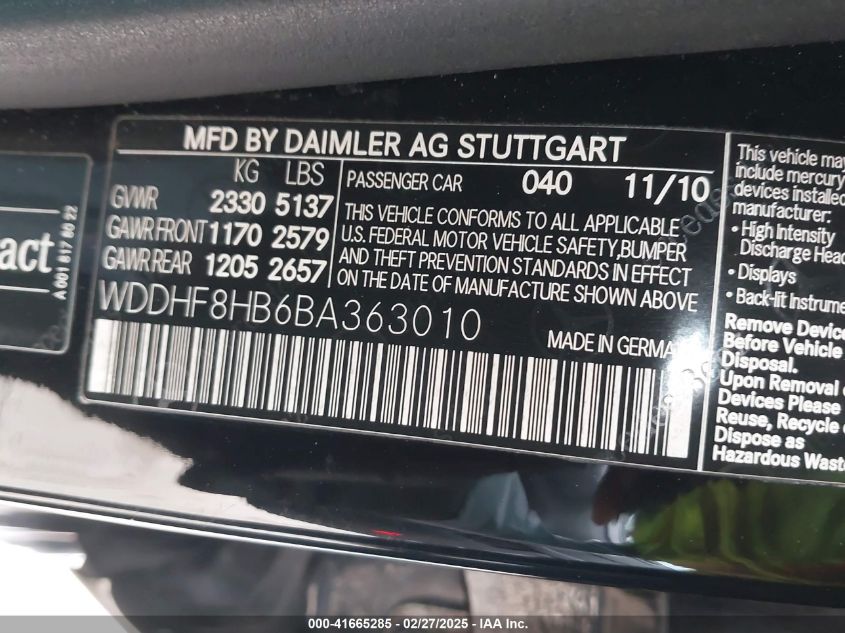 MFD BY DAIMLER AG STUTTGART
KG LBS
GVWR 2330 5137
GAWR FRONT 1170 2579
GAWR REAR 1205 2657
PASSENGER CAR 040 11/10
THIS VEHICLE CONFORMS TO ALL APPLICABLE
U.S. FEDERAL MOTOR VEHICLE SAFETY,BUMPER
AND THEFT PREVENTION STANDARDS IN EFFECT
ON THE DATE OF MANUFACTURE SHOWN ABOVE
WDDHF8HB6BA363010
MADE IN GERMA
act
A 001 817 80 22
This vehicle may
include mercury
devices installed
manufacturer:
• High Intensity
Discharge Head
• Displays
• Back-lit Instrume
Remove Device
Before Vehicle
Disposal.
Upon Removal
Devices Please
Reuse, Recycle
Dispose as
Hazardous Waste
000-41665285 / 02/27/2025 - IAA Inc.